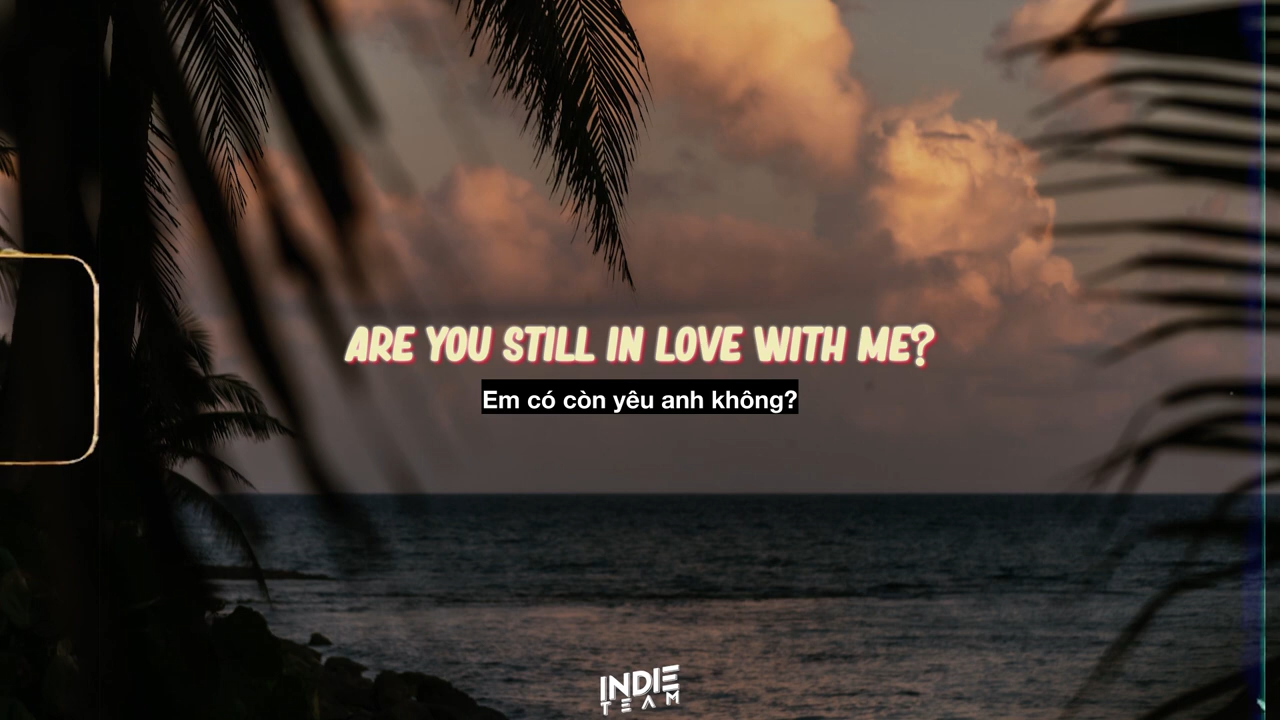 ARE YOU STILL IN LOVE WITH ME?
Em có còn yêu anh không?
INDIE
TEAM